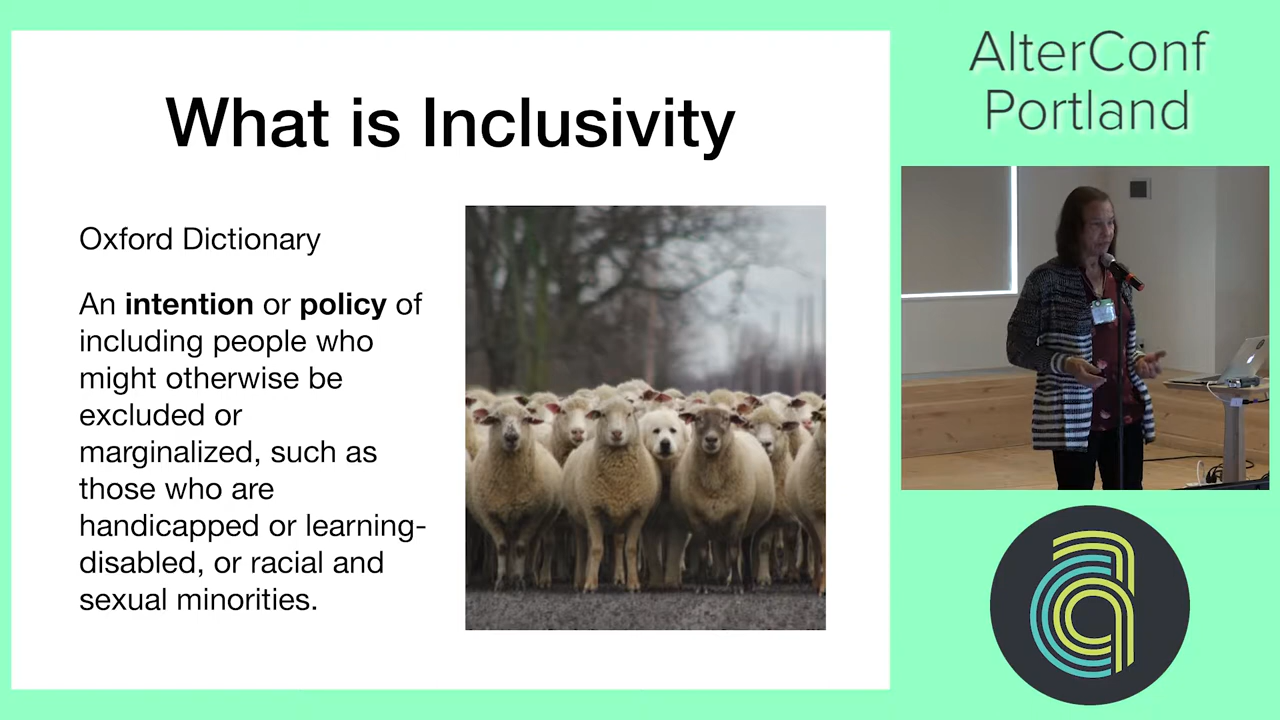 What is Inclusivity
Oxford Dictionary
An intention or policy of
including people who
might otherwise be
excluded or
marginalized, such as
those who are
handicapped or learning-
disabled, or racial and
sexual minorities.
AlterConf
Portland